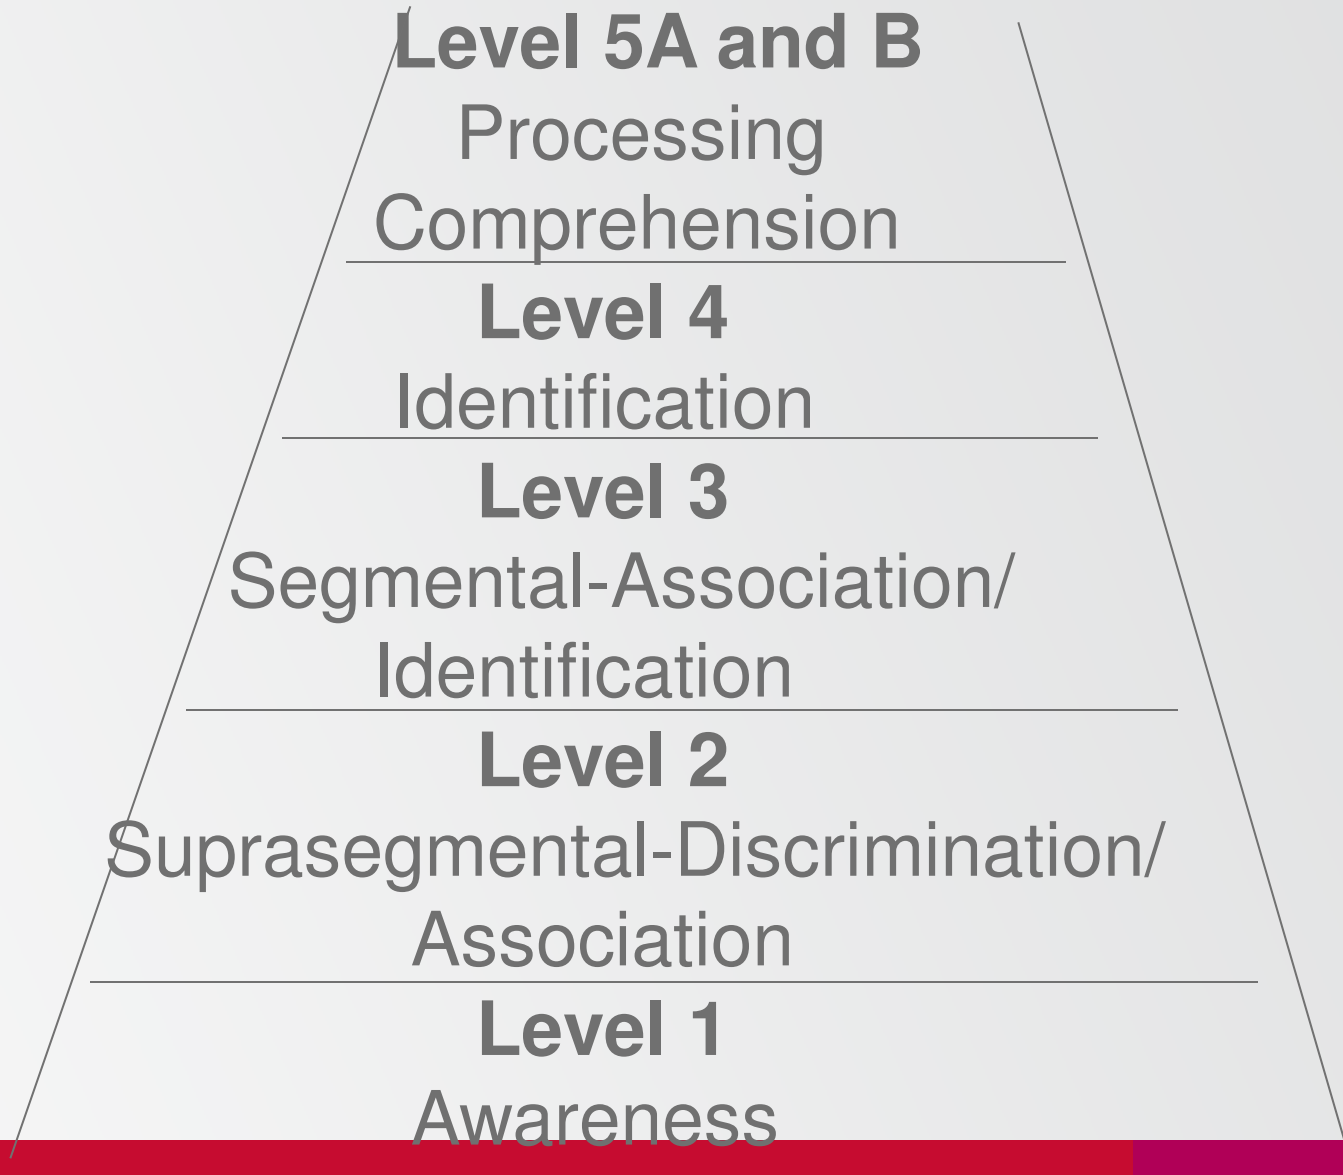 Level 5A and B
Processing
Comprehension
Level 4
Identification
Level 3
Segmental-Association/
Identification
Level 2
Suprasegmental-Discrimination/
Association
Level 1
Awareness